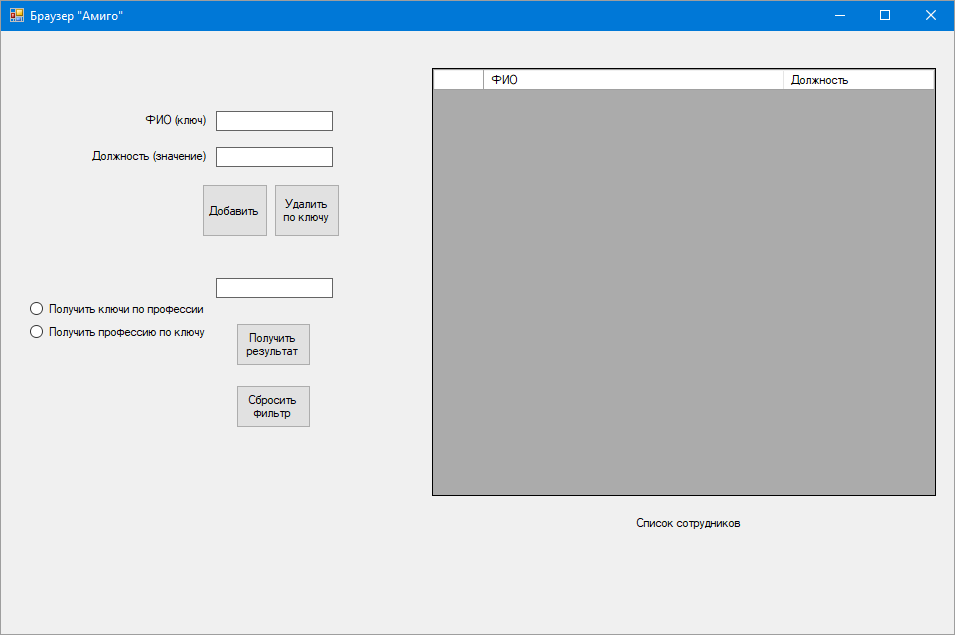 Браузер "Амиго"
ФИО (ключ)
Должность (значение)
Добавить
Удалить
по ключу
Получить ключи по профессии
Получить профессию по ключу
Получить
результат
Сбросить
фильтр
ФИО
Должность
Список сотрудников